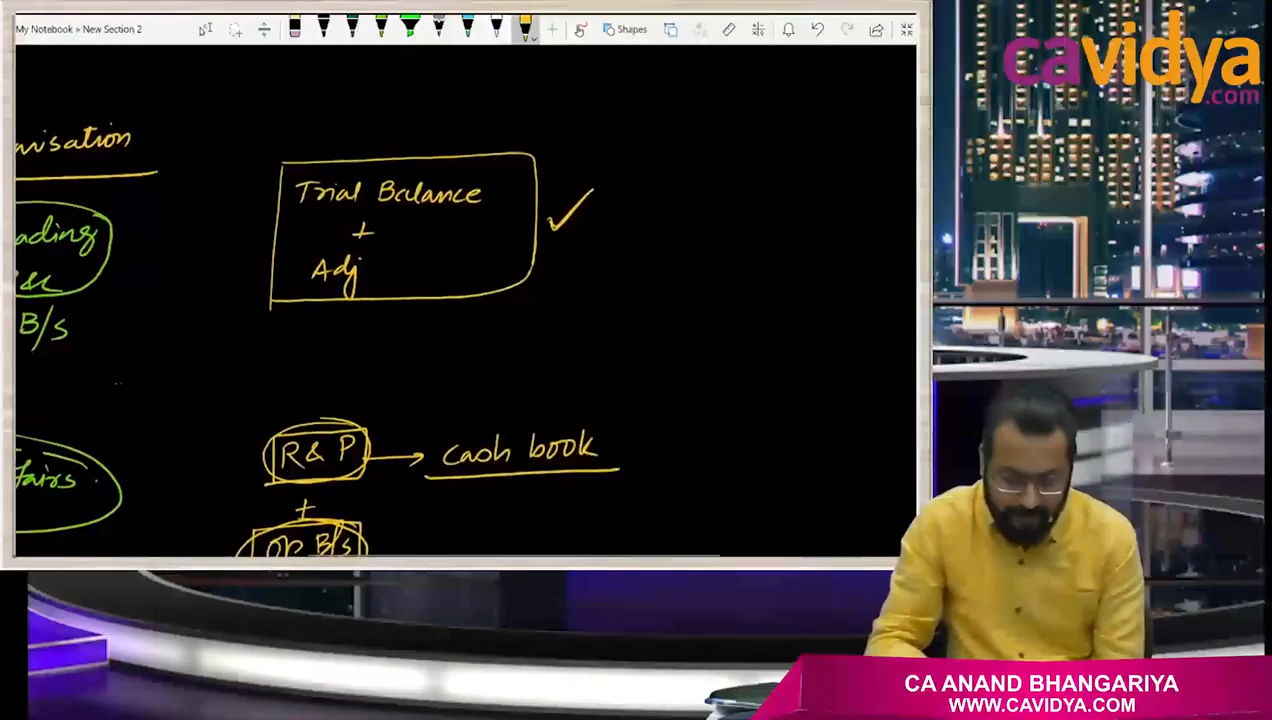 My Notebook > New Section 2
Shapes
cavidya
.com
nisation
Trial Balance
+
Adj
ading
B/s
R & P → cash book
+
OP B/s
fairs
CA ANAND BHANGARIYA
WWW.CAVIDYA.COM